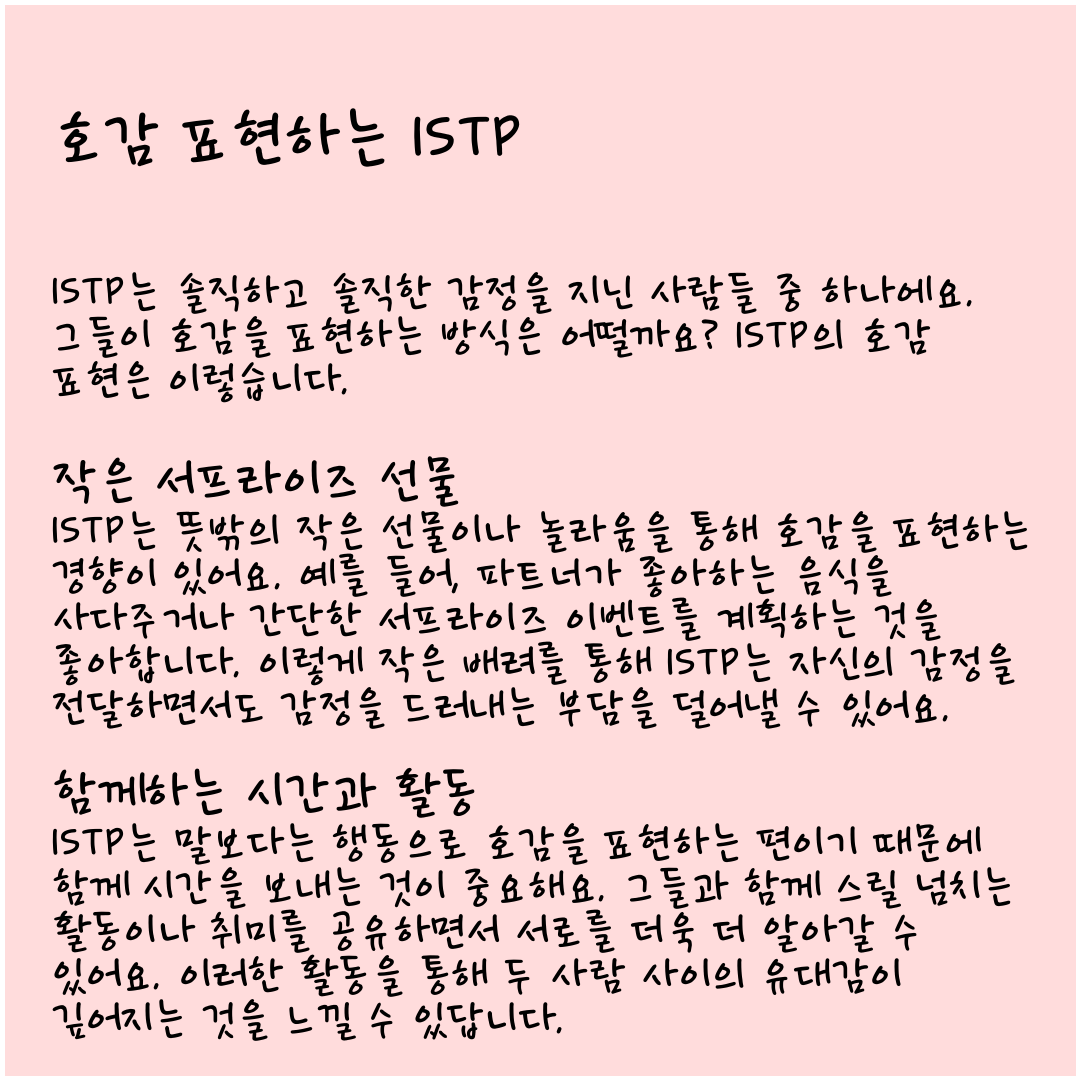 호감 표현하는 ISTP
ISTP는 솔직하고 솔직한 감정을 지닌 사람들 중 하나에요.
그들이 호감을 표현하는 방식은 어떨까요? ISTP의 호감
표현은 이렇습니다.
작은 서프라이즈 선물
ISTP는 뜻밖의 작은 선물이나 놀라움을 통해 호감을 표현하는
경향이 있어요. 예를 들어, 파트너가 좋아하는 음식을
사다주거나 간단한 서프라이즈 이벤트를 계획하는 것을
좋아합니다. 이렇게 작은 배려를 통해 ISTP는 자신의 감정을
전달하면서도 감정을 드러내는 부담을 덜어낼 수 있어요.
함께하는 시간과 활동
ISTP는 말보다는 행동으로 호감을 표현하는 편이기 때문에
함께 시간을 보내는 것이 중요해요. 그들과 함께 스릴 넘치는
활동이나 취미를 공유하면서 서로를 더욱 더 알아갈 수
있어요. 이러한 활동을 통해 두 사람 사이의 유대감이
깊어지는 것을 느낄 수 있답니다.